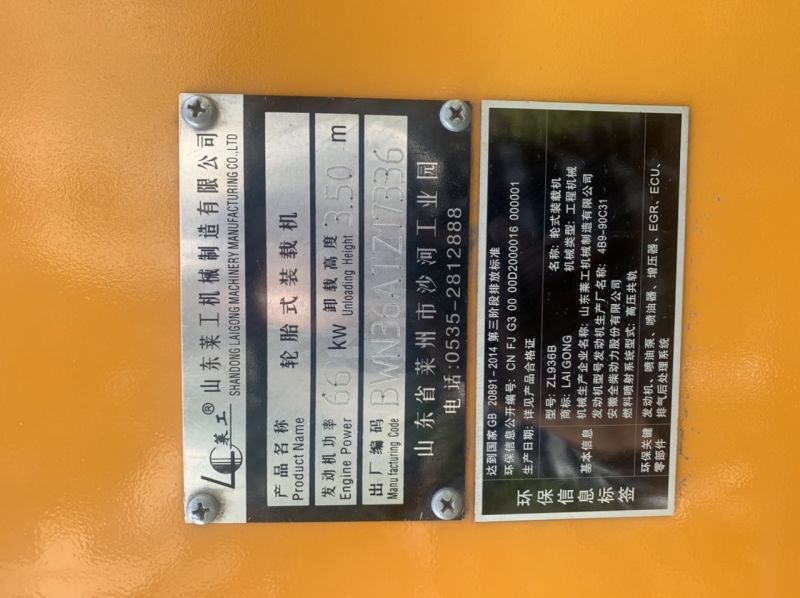 莱工®
山东莱工机械制造有限公司
SHANDONG LAIGONG MACHINERY MANUFACTURING CO.,LTD
产品名称 轮胎式装载机
Product Name
发动机功率 66 kw 卸载高度 3.50 m
Engine Power Unloading Height
出厂编码 BWN36ATZ17336
Manufacturing Code
山东省莱州市沙河工业园
电话:0535-2812888
环保信息标签
达到国家 GB 20891-2014 第三阶段排放标准
环保信息公开编号: CN FJ G3 00 00D2000016 000001
生产日期: 详见产品合格证
基本信息
型号: ZL936B 名称: 轮式装载机
商标: LAIGONG 机械类型: 工程机械
机械生产企业名称: 山东莱工机械制造有限公司
发动机型号发动机生产厂名称: 4B9-90C31
安徽全柴动力股份有限公司
燃料喷射系统型式: 高压共轨
环保关键
零部件
发动机、喷油泵、喷油器、增压器、EGR、ECU、
排气后处理系统